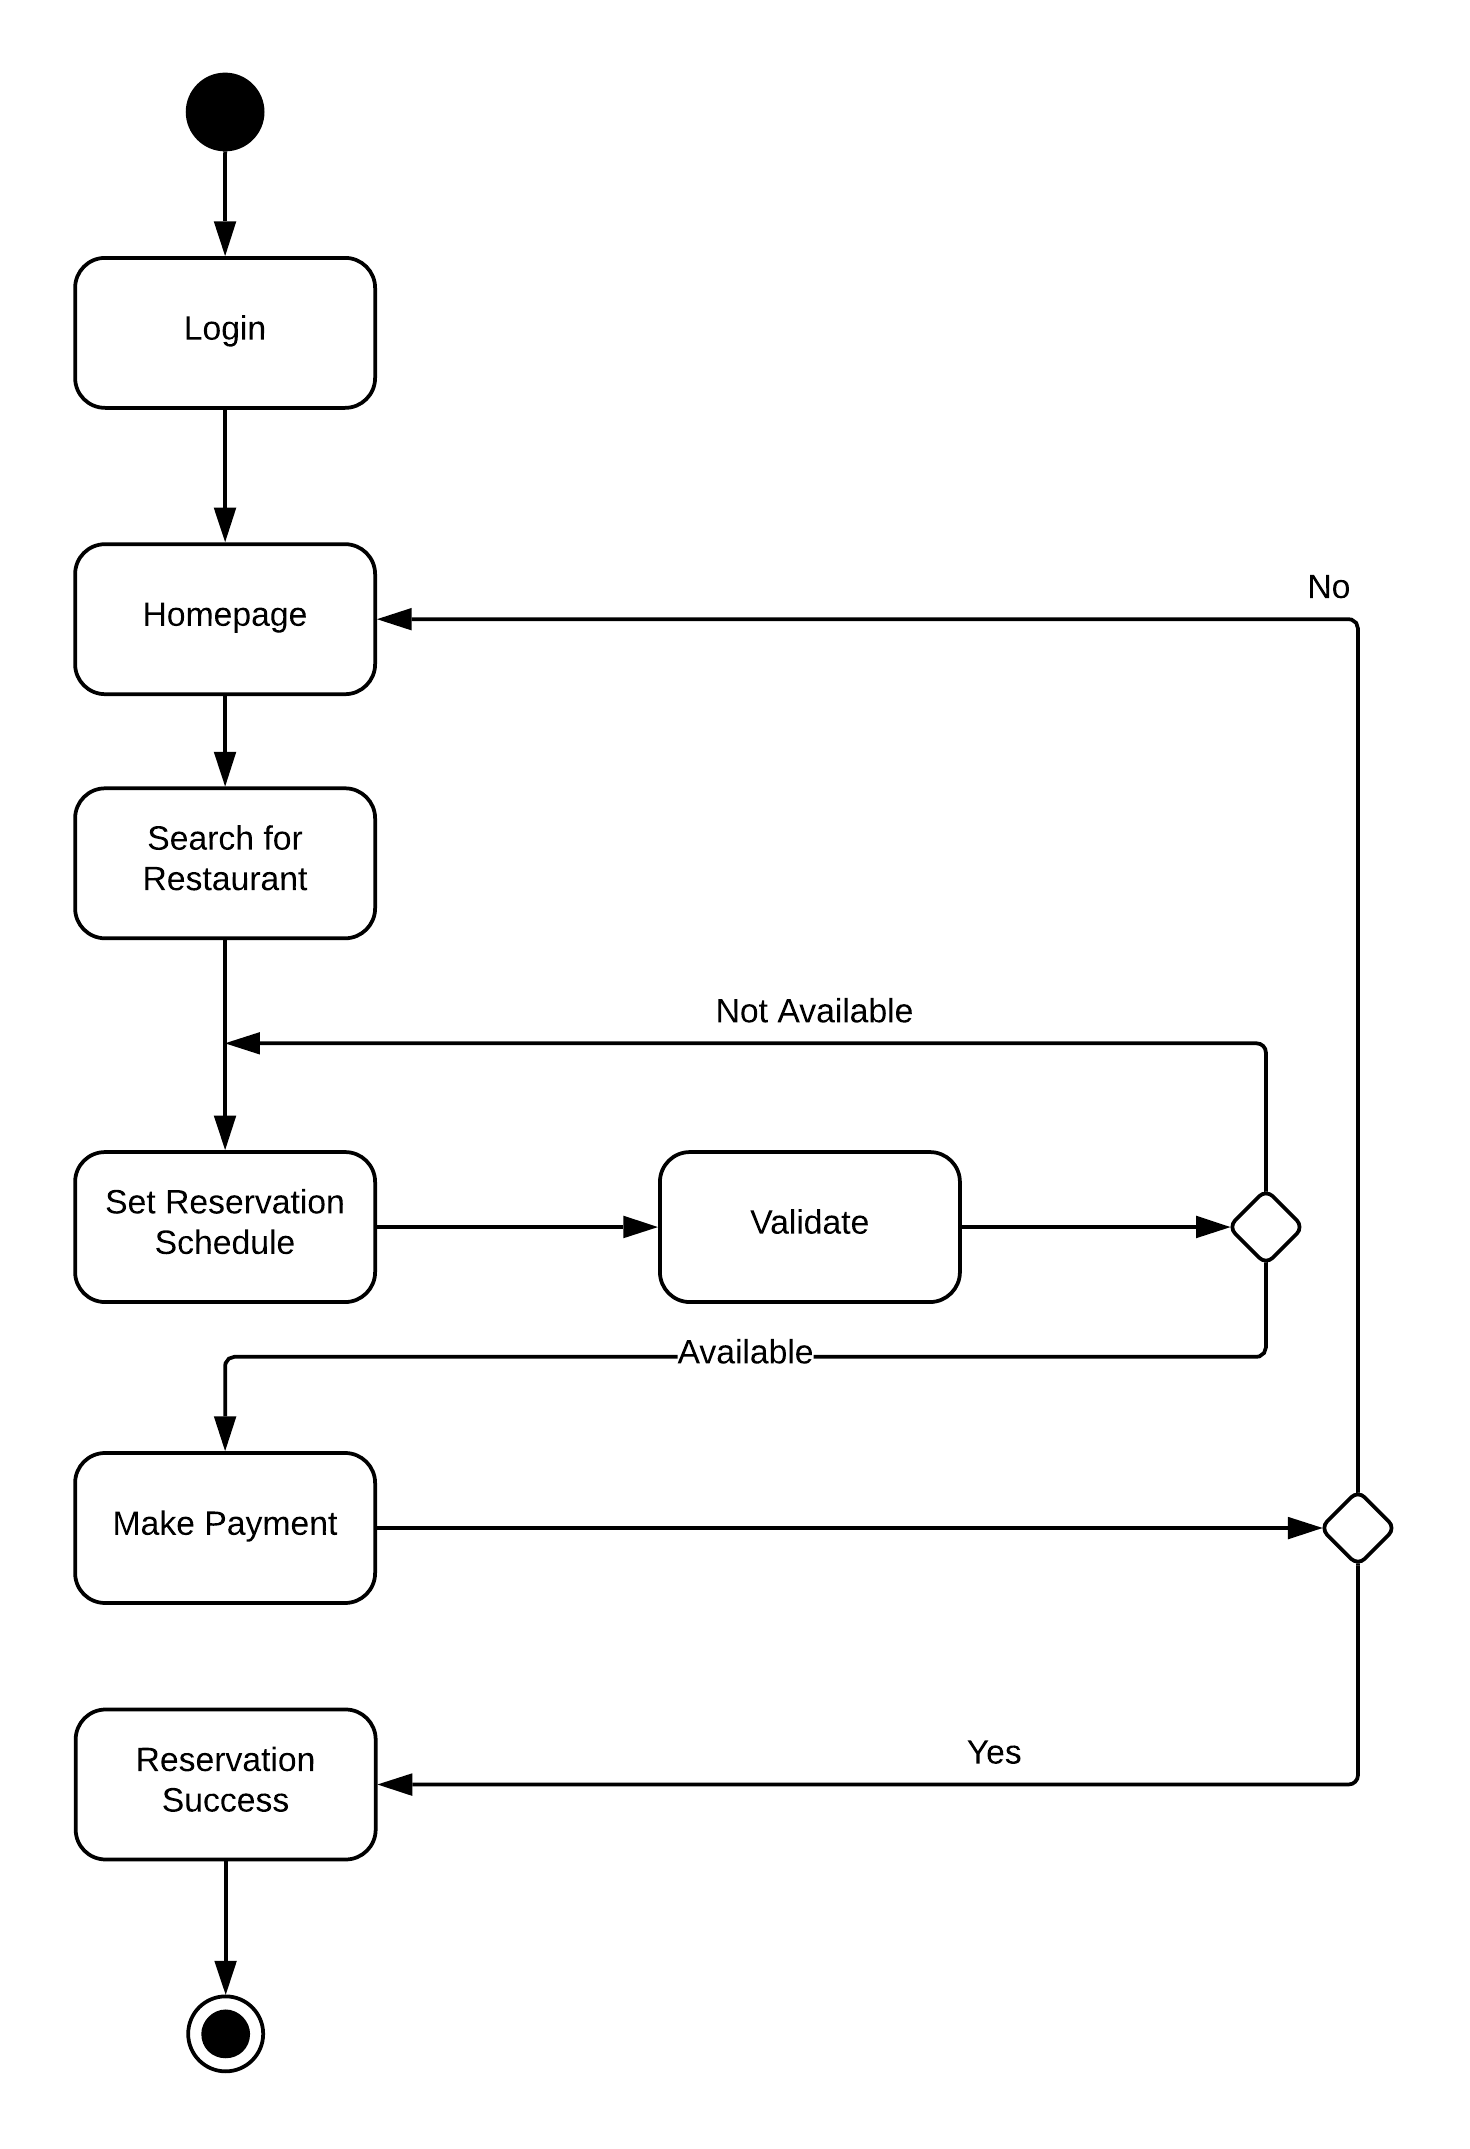 Login
Homepage
No
Search for
Restaurant
Not Available
Set Reservation
Schedule
Validate
Available
Make Payment
Reservation
Success
Yes